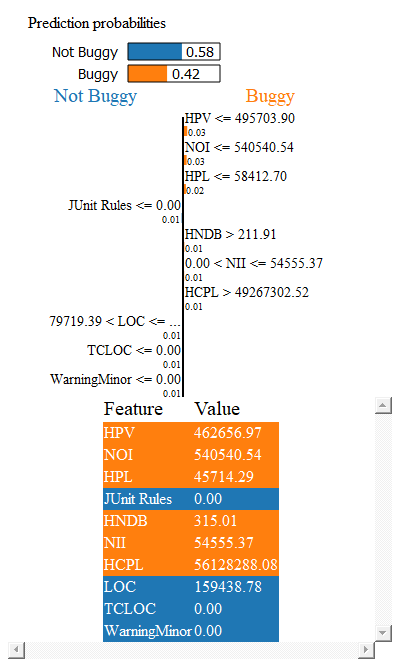 Prediction probabilities
Not Buggy 0.58
Buggy 0.42
Not Buggy Buggy
HPV <= 495703.90
0.03
NOI <= 540540.54
0.03
HPL <= 58412.70
0.02
JUnit Rules <= 0.00
0.01
HNDB > 211.91
0.01
0.00 < NII <= 54555.37
0.01
HCPL > 49267302.52
0.01
79719.39 < LOC <= ...
0.01
TCLOC <= 0.00
0.01
WarningMinor <= 0.00
0.01
Feature Value
HPV 462656.97
NOI 540540.54
HPL 45714.29
JUnit Rules 0.00
HNDB 315.01
NII 54555.37
HCPL 56128288.08
LOC 159438.78
TCLOC 0.00
WarningMinor 0.00